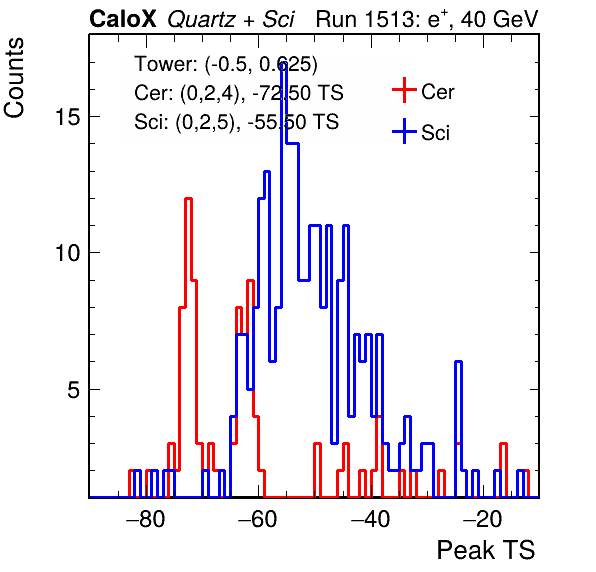 CaloX Quartz + Sci Run 1513: e+, 40 GeV
Counts
Tower: (-0.5, 0.625)
Cer: (0,2,4), -72.50 TS
Sci: (0,2,5), -55.50 TS
Cer
Sci
15
10
5
−80 −60 −40 −20
Peak TS